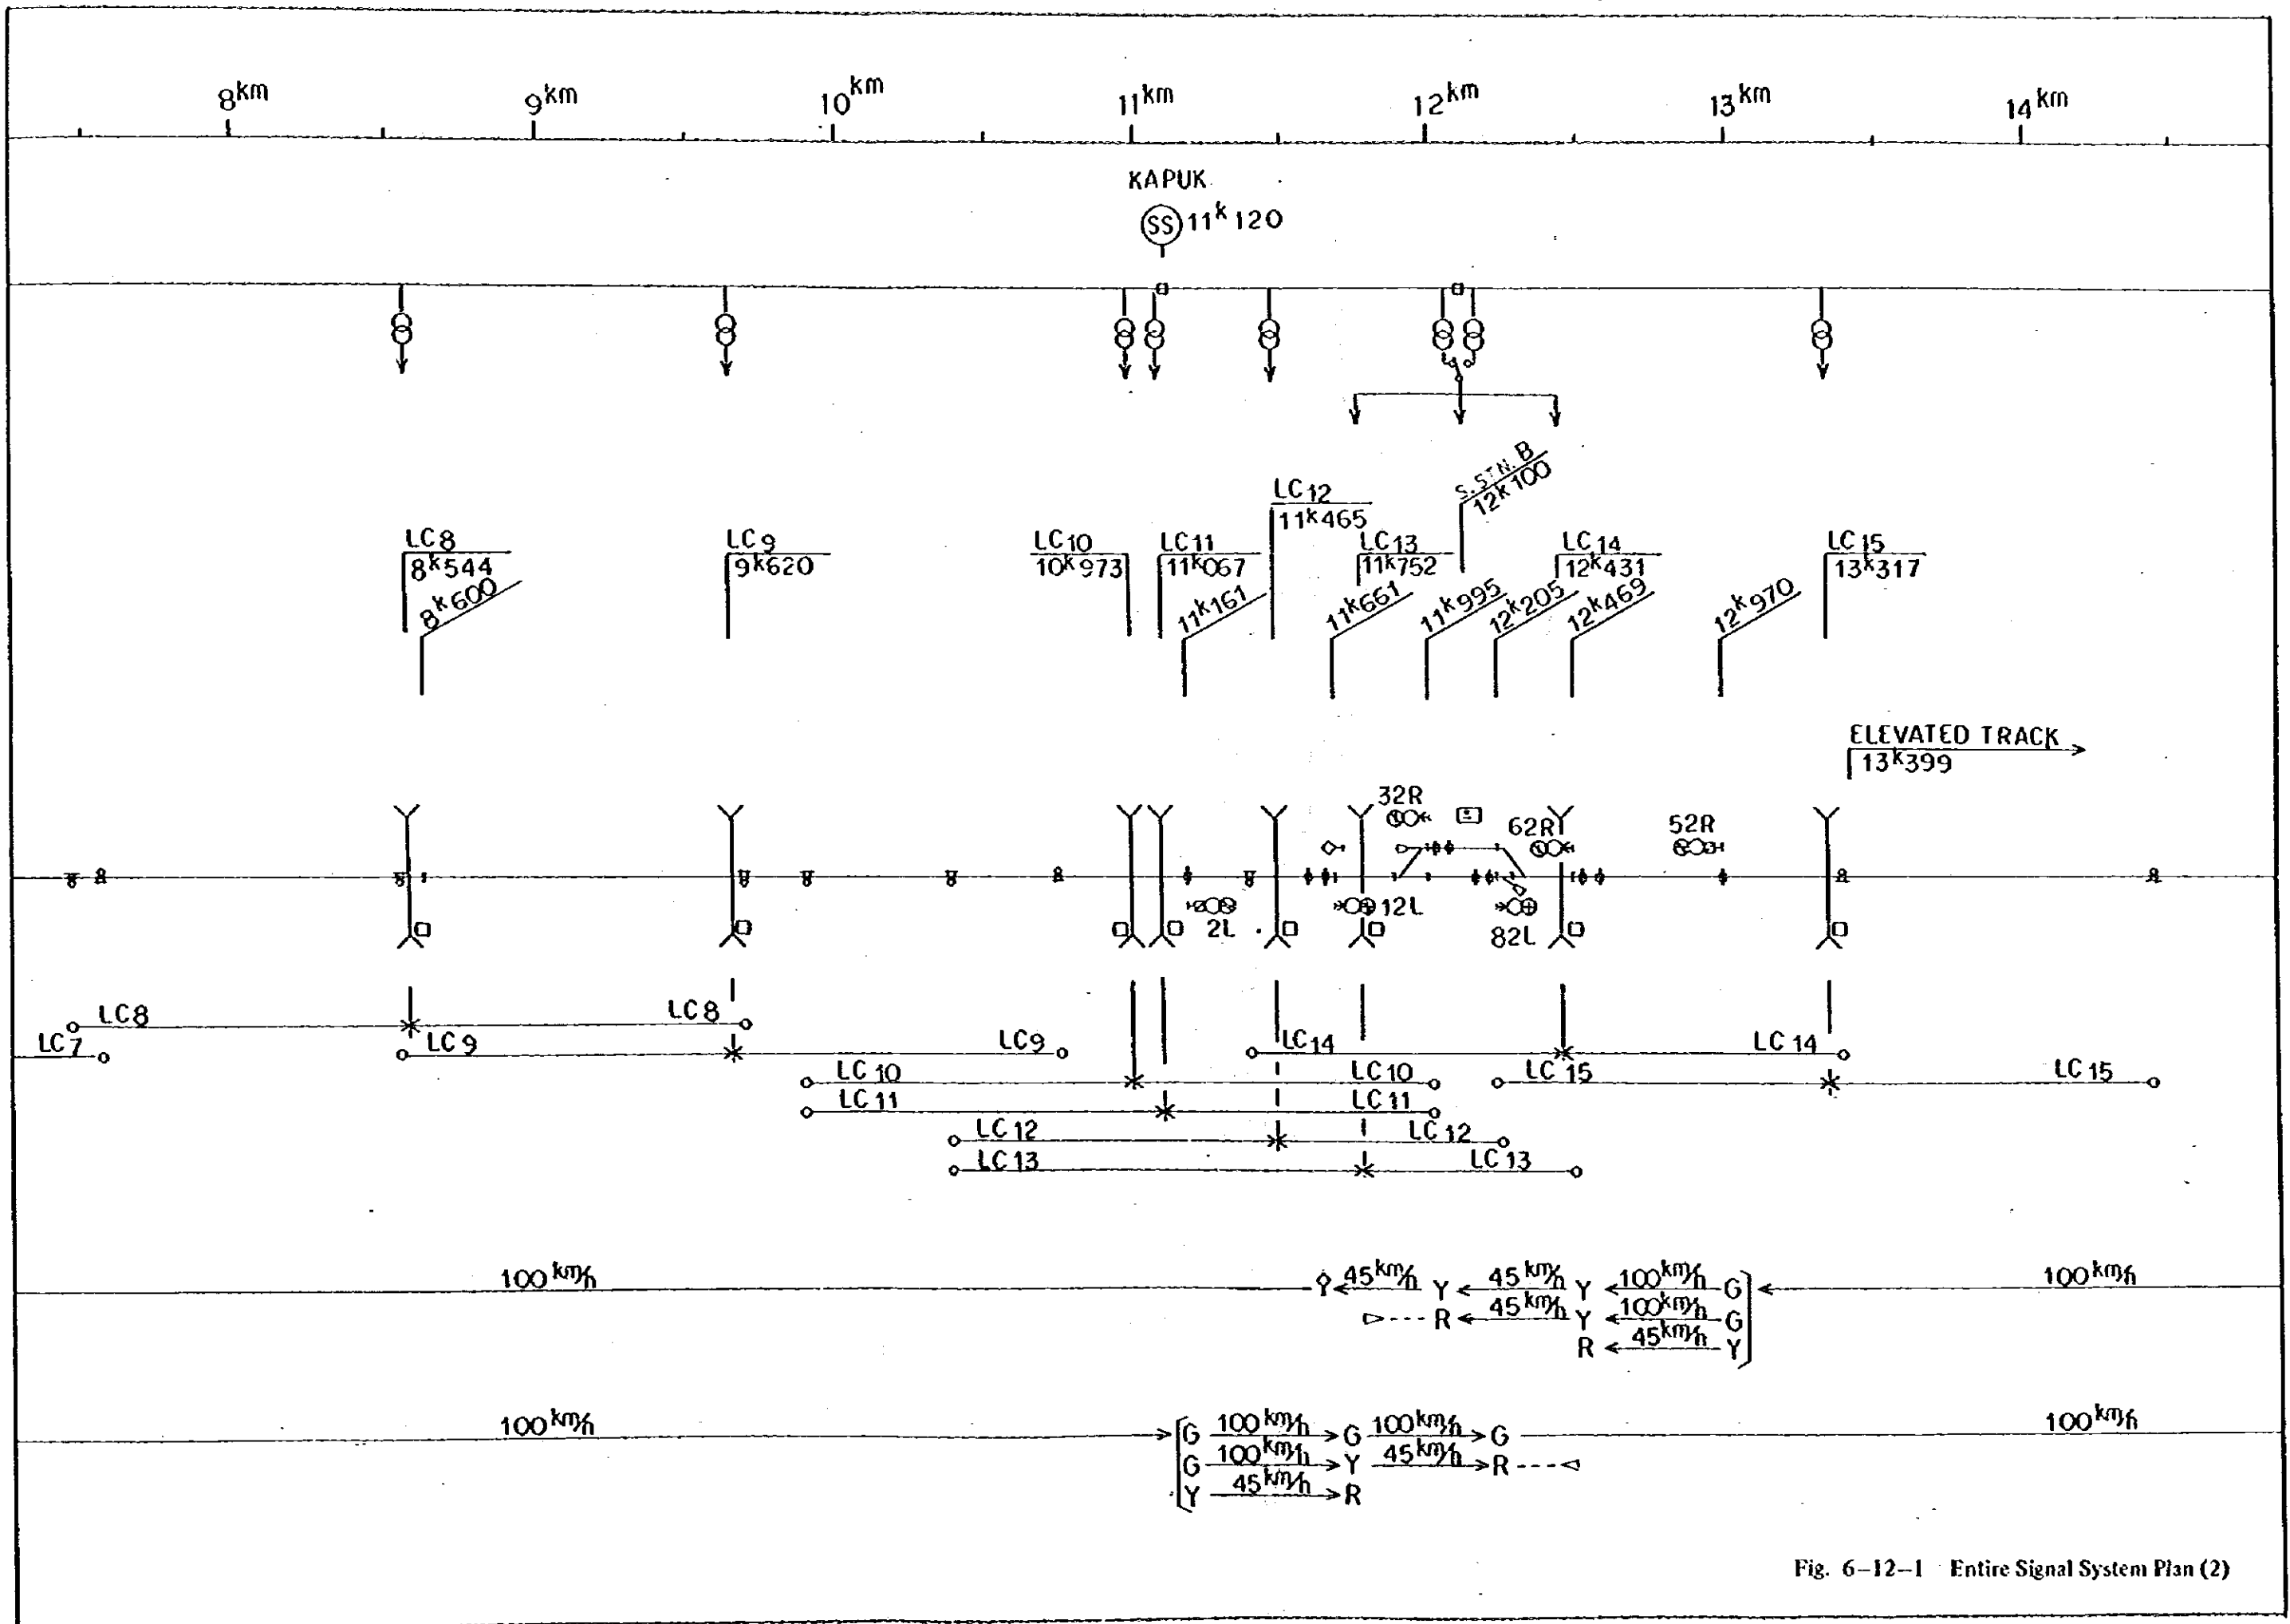 8km 9km 10km 11km 12km 13km 14km
KAPUK
SS 11k120
S.STN.B
12k100
LC12
11k465
LC8
8k544
8k600
LC9
9k620
LC10
10k973
LC11
11k067
11k161
LC13
11k752
11k661
11k995
12k205
LC14
12k431
12k469
12k970
LC15
13k317
ELEVATED TRACK
13k399
32R
62R
52R
2L
12L
82L
LC8 LC8
LC7 LC9 LC9 LC14 LC14
LC10 LC10 LC15 LC15
LC11 LC11
LC12 LC12
LC13 LC13
100km/h 45km/h Y 45km/h Y 100km/h G 100km/h
R 45km/h Y 100km/h G
R 45km/h Y
100km/h G 100km/h G 100km/h G 100km/h
G 100km/h Y 45km/h R
Y 45km/h R
Fig. 6-12-1 Entire Signal System Plan (2)